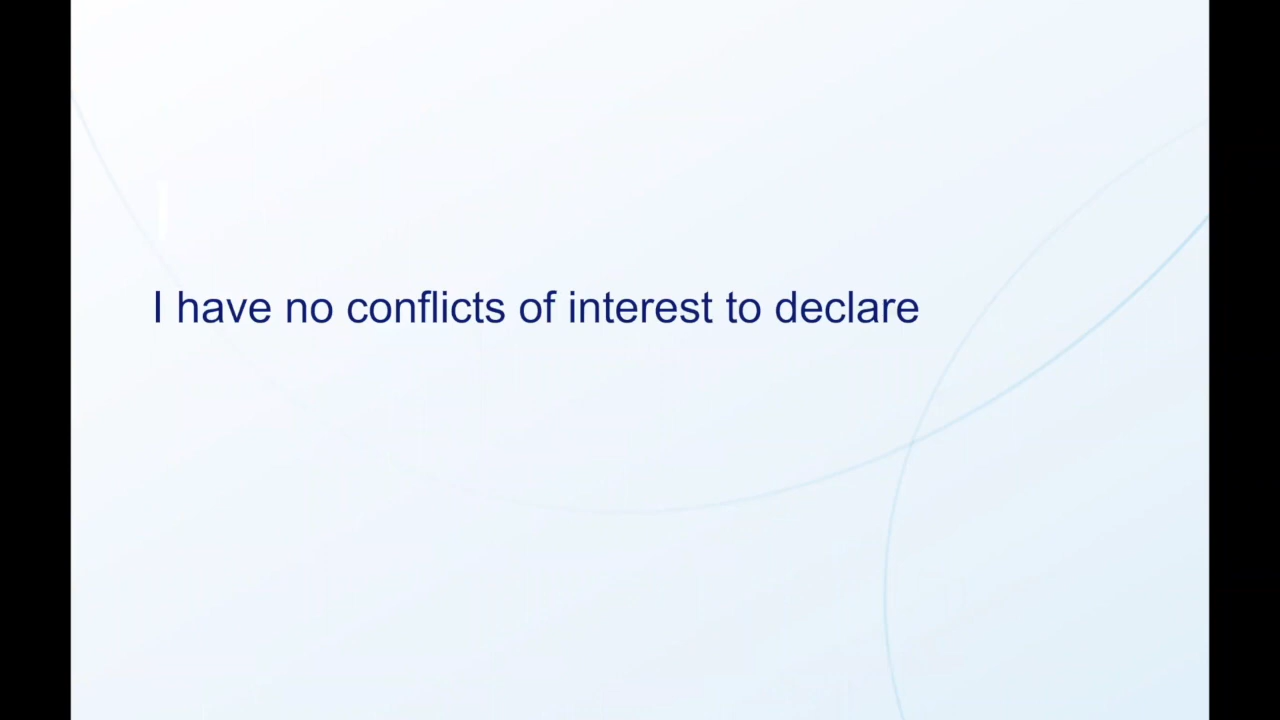 I have no conflicts of interest to declare